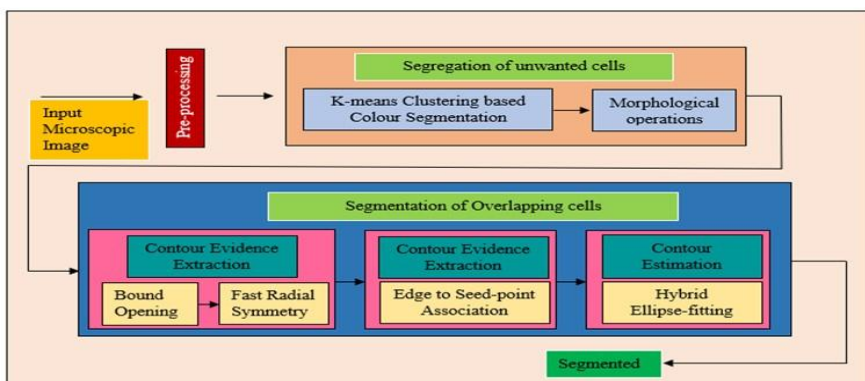 Input
Microscopic
Image
Pre-processing
Segregation of unwanted cells
K-means Clustering based
Colour Segmentation
Morphological
operations
Segmentation of Overlapping cells
Contour Evidence
Extraction
Bound
Opening
Fast Radial
Symmetry
Contour Evidence
Extraction
Edge to Seed-point
Association
Contour
Estimation
Hybrid
Ellipse-fitting
Segmented